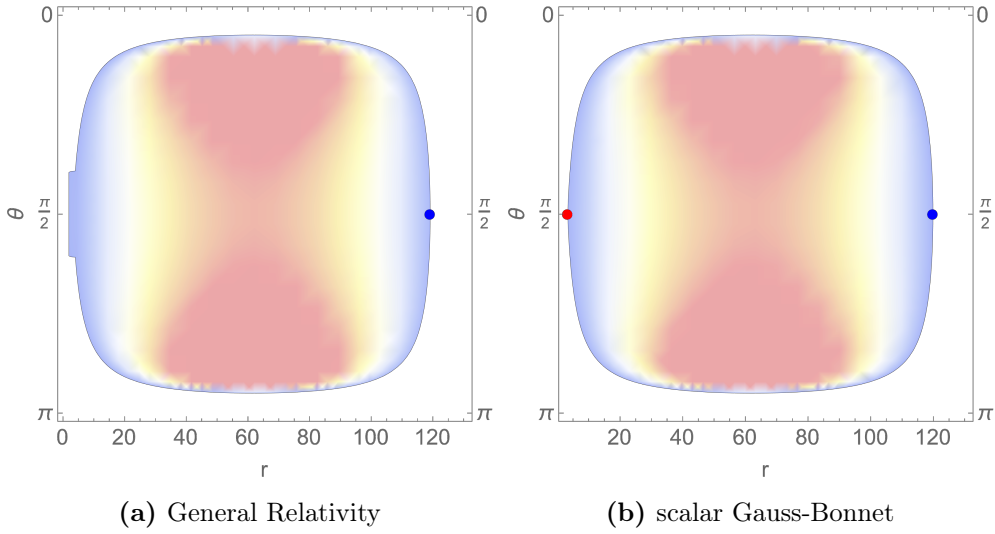 0 0 0 0
θ π/2 π/2 θ π/2 π/2
π π π π
0 20 40 60 80 100 120 20 40 60 80 100 120
r r
(a) General Relativity (b) scalar Gauss-Bonnet